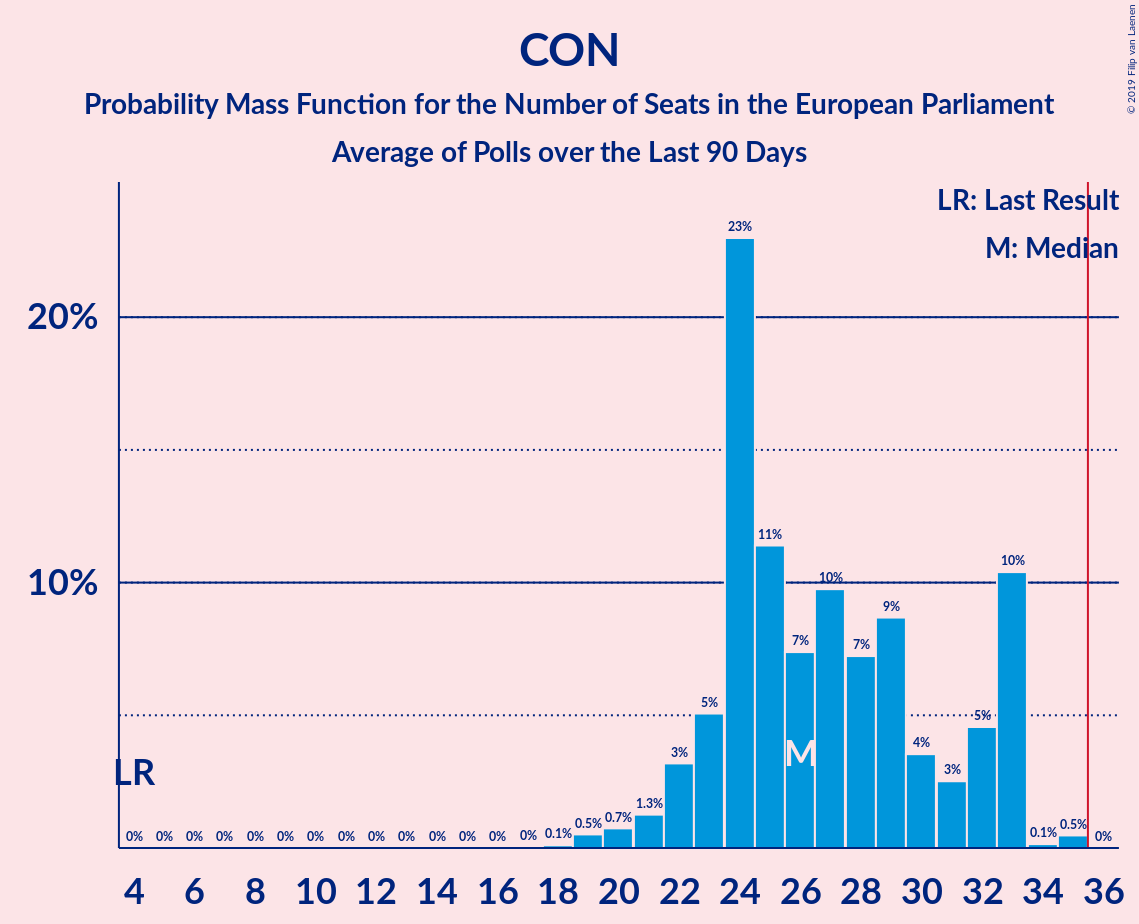 © 2019 Filip van Laenen
CON
Probability Mass Function for the Number of Seats in the European Parliament
Average of Polls over the Last 90 Days
LR: Last Result
M: Median
20%
10%
23%
11%
10%
10%
9%
7%
7%
5%
5%
4%
3%
3%
M
LR
0% 0% 0% 0% 0% 0% 0% 0% 0% 0% 0% 0% 0% 0% 0.1% 0.5% 0.7% 1.3% 0.1% 0.5% 0%
4 6 8 10 12 14 16 18 20 22 24 26 28 30 32 34 36